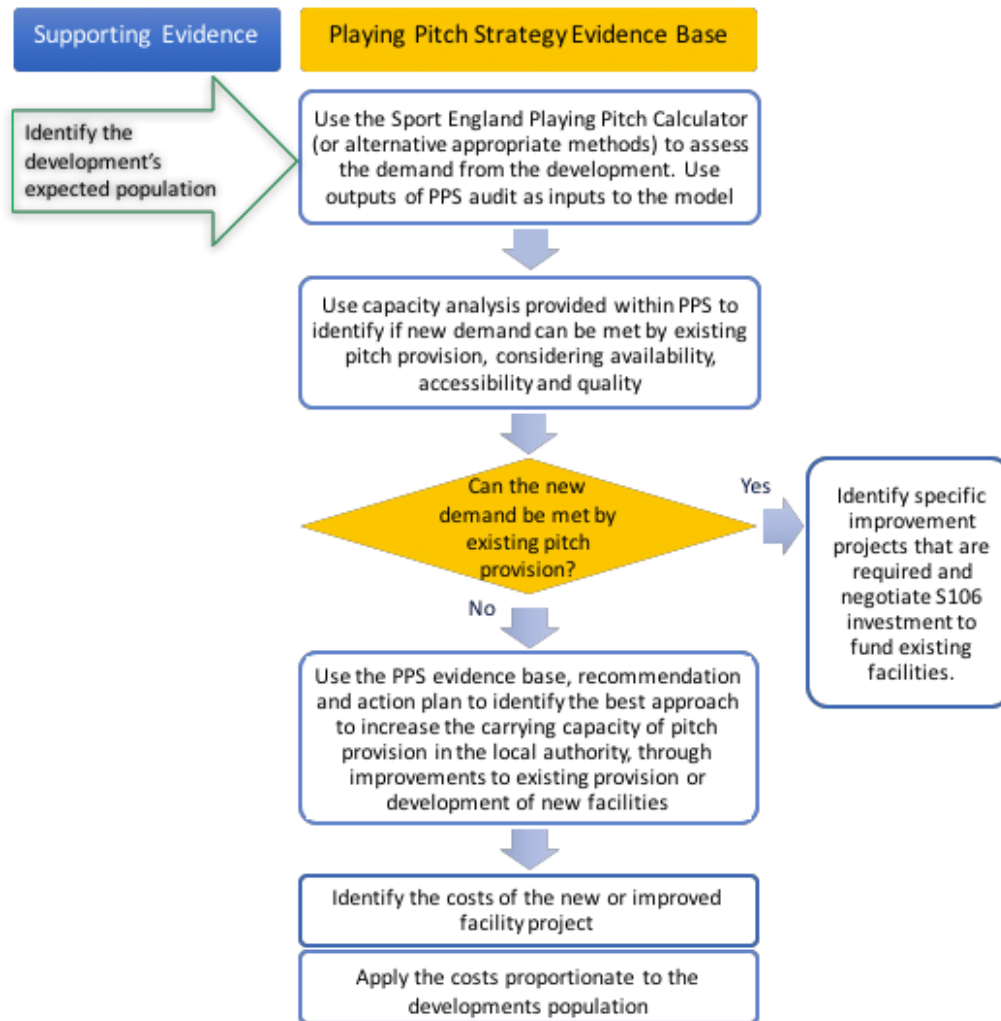 Supporting Evidence
Playing Pitch Strategy Evidence Base
Identify the
development's
expected population
Use the Sport England Playing Pitch Calculator
(or alternative appropriate methods) to assess
the demand from the development. Use
outputs of PPS audit as inputs to the model
Use capacity analysis provided within PPS to
identify if new demand can be met by existing
pitch provision, considering availability,
accessibility and quality
Can the new
demand be met by
existing pitch
provision?
Yes
Identify specific
improvement
projects that are
required and
negotiate S106
investment to
fund existing
facilities.
No
Use the PPS evidence base, recommendation
and action plan to identify the best approach
to increase the carrying capacity of pitch
provision in the local authority, through
improvements to existing provision or
development of new facilities
Identify the costs of the new or improved
facility project
Apply the costs proportionate to the
developments population